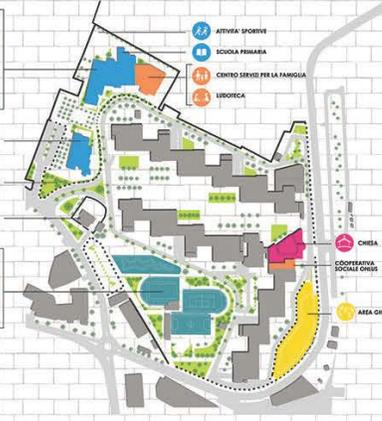 ATTIVITA' SPORTIVE
SCUOLA PRIMARIA
CENTRO SERVIZI PER LA FAMIGLIA
LUDOTECA
CHIESA
COOPERATIVA
SOCIALE ONLUS
AREA GI